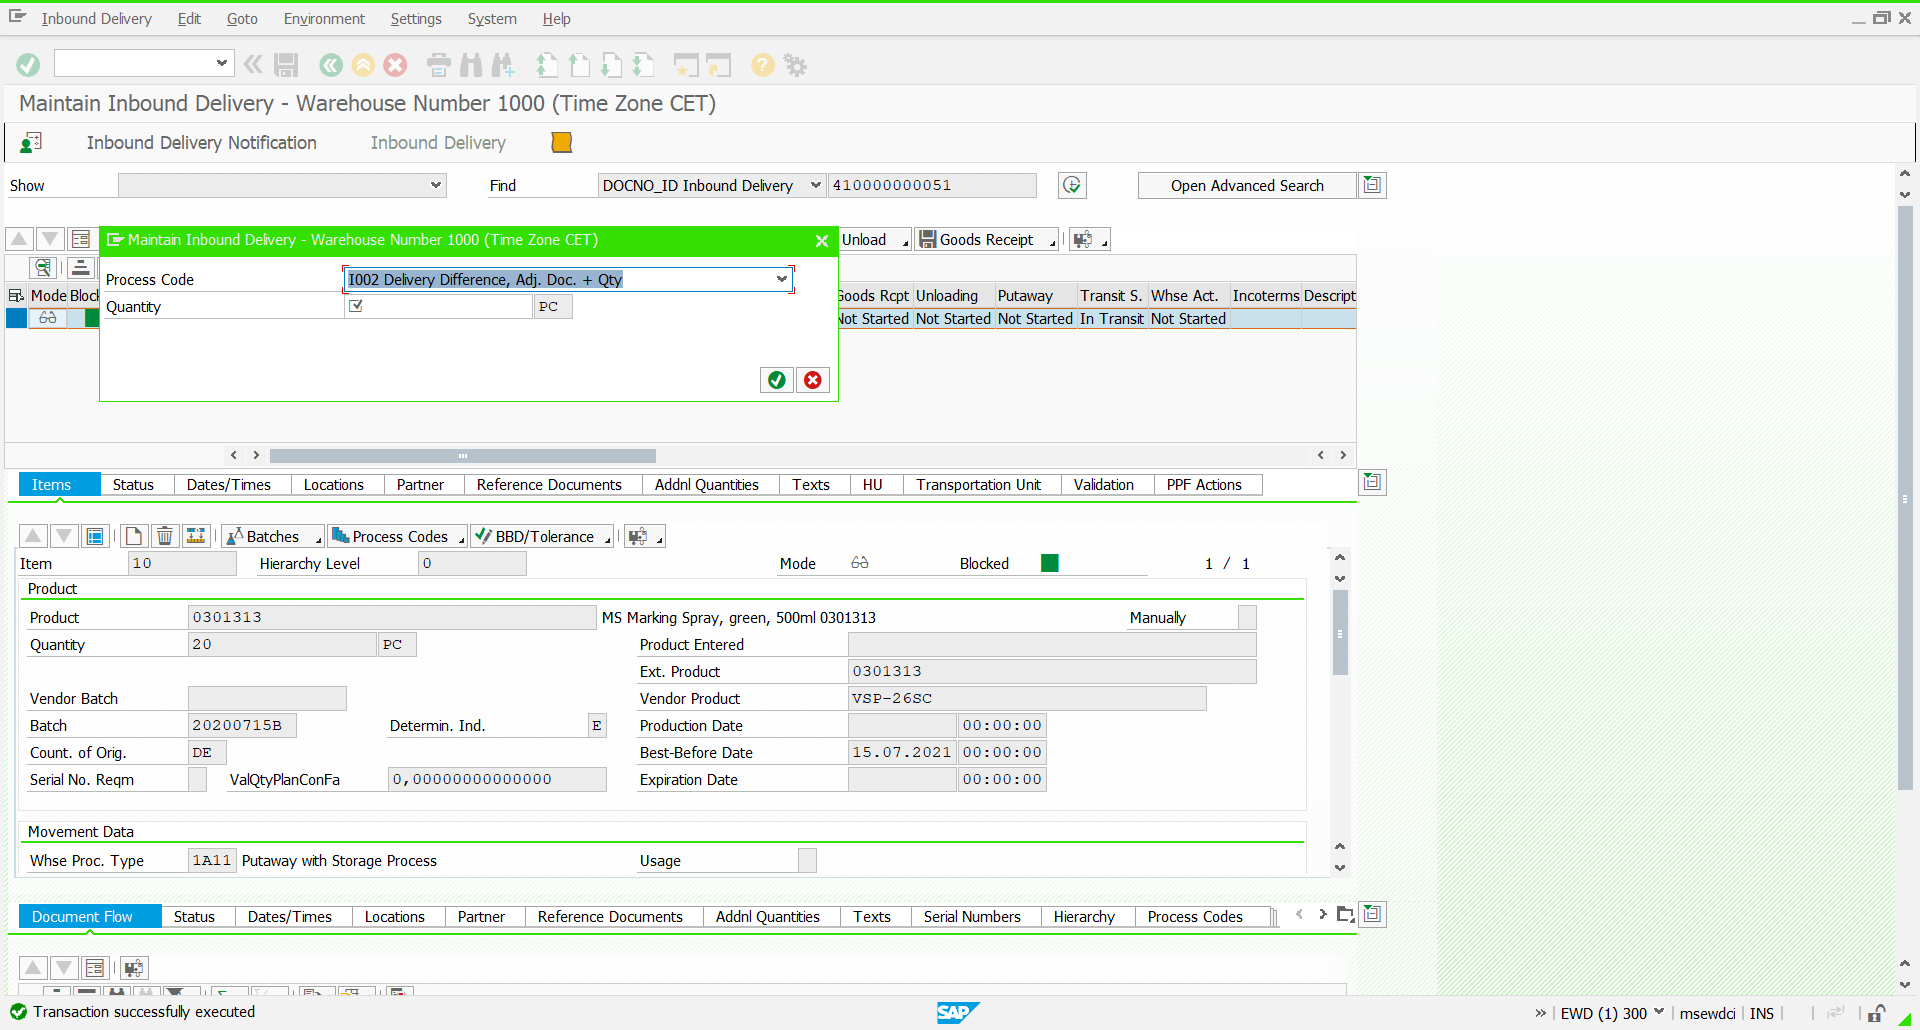 Inbound Delivery Edit Goto Environment Settings System Help
Maintain Inbound Delivery - Warehouse Number 1000 (Time Zone CET)
Inbound Delivery Notification Inbound Delivery
Show Find DOCNO_ID Inbound Delivery 410000000051 Open Advanced Search
Maintain Inbound Delivery - Warehouse Number 1000 (Time Zone CET) Unload Goods Receipt
Process Code I002 Delivery Difference, Adj. Doc. + Qty
Mode Block Goods Rcpt Unloading Putaway Transit S. Whse Act. Incoterms Descript
Quantity PC
Not Started Not Started Not Started In Transit Not Started
Items Status Dates/Times Locations Partner Reference Documents Addnl Quantities Texts HU Transportation Unit Validation PPF Actions
Batches Process Codes BBD/Tolerance
Item 10 Hierarchy Level 0 Mode Blocked 1 / 1
Product
Product 0301313 MS Marking Spray, green, 500ml 0301313 Manually
Quantity 20 PC Product Entered
Ext. Product 0301313
Vendor Batch Vendor Product VSP-26SC
Batch 20200715B Determin. Ind. E Production Date 00:00:00
Count. of Orig. DE Best-Before Date 15.07.2021 00:00:00
Serial No. Reqm ValQtyPlanConFa 0,00000000000000 Expiration Date 00:00:00
Movement Data
Whse Proc. Type 1A11 Putaway with Storage Process Usage
Document Flow Status Dates/Times Locations Partner Reference Documents Addnl Quantities Texts Serial Numbers Hierarchy Process Codes
Transaction successfully executed SAP EWD (1) 300 msewdci INS